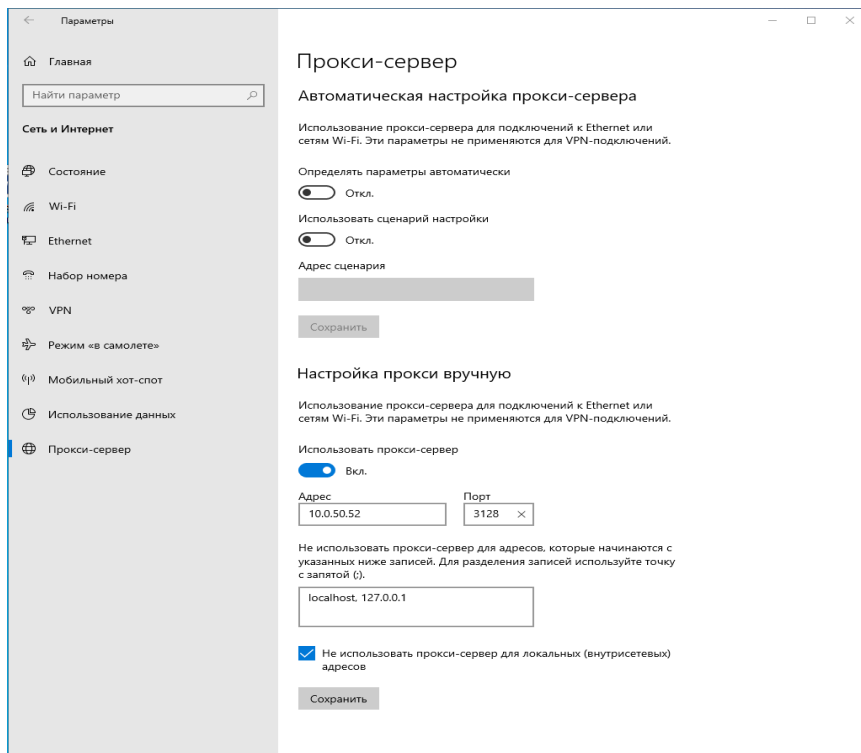 Параметры
Главная
Найти параметр
Сеть и Интернет
Состояние
Wi-Fi
Ethernet
Набор номера
VPN
Режим «в самолете»
Мобильный хот-спот
Использование данных
Прокси-сервер
Прокси-сервер
Автоматическая настройка прокси-сервера
Использование прокси-сервера для подключений к Ethernet или
сетям Wi-Fi. Эти параметры не применяются для VPN-подключений.
Определять параметры автоматически
Откл.
Использовать сценарий настройки
Откл.
Адрес сценария
Сохранить
Настройка прокси вручную
Использование прокси-сервера для подключений к Ethernet или
сетям Wi-Fi. Эти параметры не применяются для VPN-подключений.
Использовать прокси-сервер
Вкл.
Адрес Порт
10.0.50.52 3128
Не использовать прокси-сервер для адресов, которые начинаются с
указанных ниже записей. Для разделения записей используйте точку
с запятой (;).
localhost, 127.0.0.1
Не использовать прокси-сервер для локальных (внутрисетевых)
адресов
Сохранить